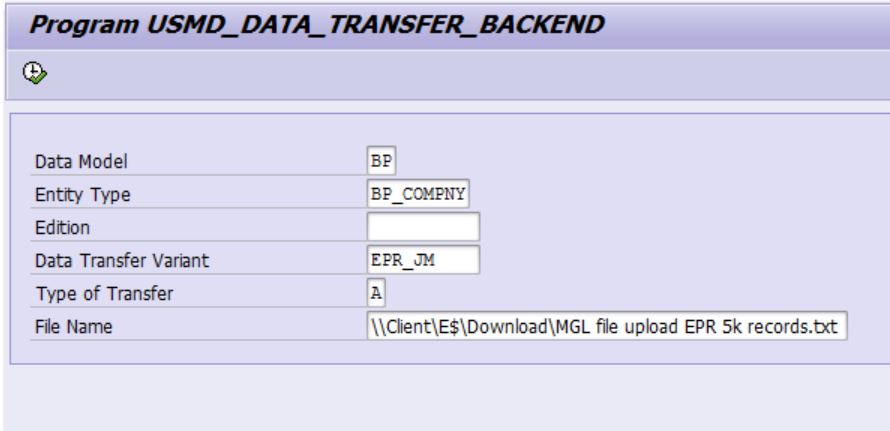 Program USMD_DATA_TRANSFER_BACKEND
Data Model BP
Entity Type BP_COMPNY
Edition
Data Transfer Variant EPR_JM
Type of Transfer A
File Name \\Client\E$\Download\MGL file upload EPR 5k records.txt